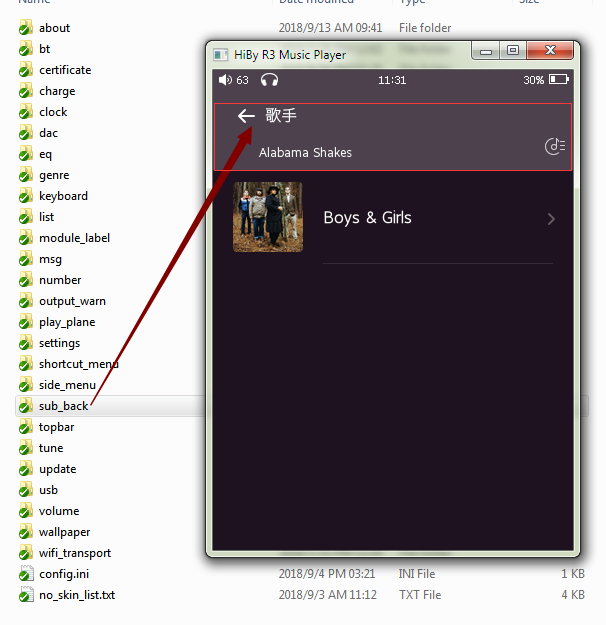 Name Date modified Type Size
about 2018/9/13 AM 09:41 File folder
bt
certificate
charge
clock
dac
eq
genre
keyboard
list
module_label
msg
number
output_warn
play_plane
settings
shortcut_menu
side_menu
sub_back
topbar
tune
update
usb
volume
wallpaper
wifi_transport
config.ini 2018/9/4 PM 03:21 INI File 1 KB
no_skin_list.txt 2018/9/3 AM 11:12 TXT File 4 KB
HiBy R3 Music Player
63 11:31 30%
歌手
Alabama Shakes
Boys & Girls